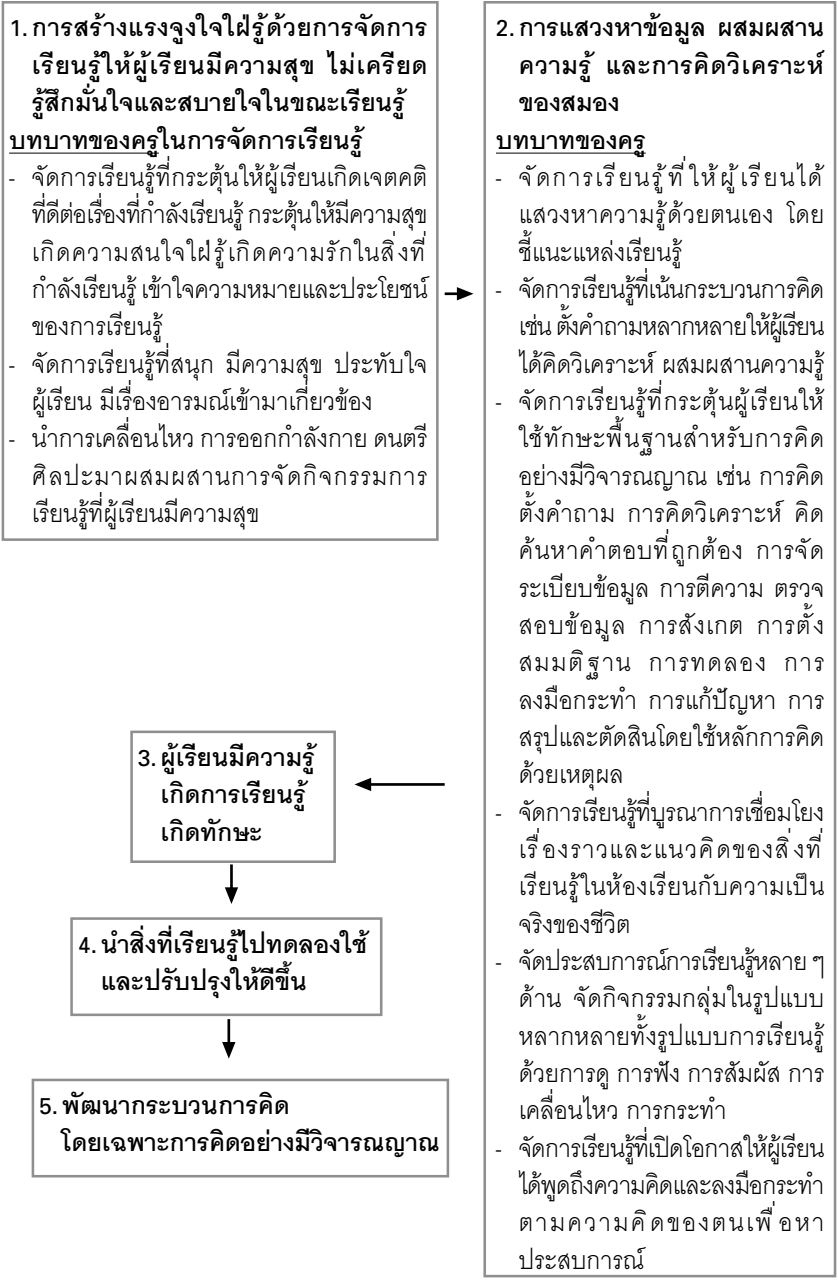 1. การสร้างแรงจูงใจใฝ่รู้ด้วยการจัดการ
เรียนรู้ให้ผู้เรียนมีความสุข ไม่เครียด
รู้สึกมั่นใจและสบายใจในขณะเรียนรู้
บทบาทของครูในการจัดการเรียนรู้
- จัดการเรียนรู้ที่กระตุ้นให้ผู้เรียนเกิดเจตคติ
ที่ดีต่อเรื่องที่กำลังเรียนรู้ กระตุ้นให้มีความสุข
เกิดความสนใจใฝ่รู้เกิดความรักในสิ่งที่
กำลังเรียนรู้ เข้าใจความหมายและประโยชน์
ของการเรียนรู้
- จัดการเรียนรู้ที่สนุก มีความสุข ประทับใจ
ผู้เรียน มีเรื่องอารมณ์เข้ามาเกี่ยวข้อง
- นำการเคลื่อนไหว การออกกำลังกาย ดนตรี
ศิลปะมาผสมผสานการจัดกิจกรรมการ
เรียนรู้ที่ผู้เรียนมีความสุข
2. การแสวงหาข้อมูล ผสมผสาน
ความรู้ และการคิดวิเคราะห์
ของสมอง
บทบาทของครู
- จัดการเรียนรู้ที่ให้ผู้เรียนได้
แสวงหาความรู้ด้วยตนเอง โดย
ชี้แนะแหล่งเรียนรู้
- จัดการเรียนรู้ที่เน้นกระบวนการคิด
เช่น ตั้งคำถามหลากหลายให้ผู้เรียน
ได้คิดวิเคราะห์ ผสมผสานความรู้
- จัดการเรียนรู้ที่กระตุ้นผู้เรียนให้
ใช้ทักษะพื้นฐานสำหรับการคิด
อย่างมีวิจารณญาณ เช่น การคิด
ตั้งคำถาม การคิดวิเคราะห์ คิด
ค้นหาคำตอบที่ถูกต้อง การจัด
ระเบียบข้อมูล การตีความ ตรวจ
สอบข้อมูล การสังเกต การตั้ง
สมมติฐาน การทดลอง การ
ลงมือกระทำ การแก้ปัญหา การ
สรุปและตัดสินโดยใช้หลักการคิด
ด้วยเหตุผล
- จัดการเรียนรู้ที่บูรณาการเชื่อมโยง
เรื่องราวและแนวคิดของสิ่งที่
เรียนรู้ในห้องเรียนกับความเป็น
จริงของชีวิต
- จัดประสบการณ์การเรียนรู้หลาย ๆ
ด้าน จัดกิจกรรมกลุ่มในรูปแบบ
หลากหลายทั้งรูปแบบการเรียนรู้
ด้วยการดู การฟัง การสัมผัส การ
เคลื่อนไหว การกระทำ
- จัดการเรียนรู้ที่เปิดโอกาสให้ผู้เรียน
ได้พูดถึงความคิดและลงมือกระทำ
ตามความคิดของตนเพื่อหา
ประสบการณ์
3. ผู้เรียนมีความรู้
เกิดการเรียนรู้
เกิดทักษะ
4. นำสิ่งที่เรียนรู้ไปทดลองใช้
และปรับปรุงให้ดีขึ้น
5. พัฒนากระบวนการคิด
โดยเฉพาะการคิดอย่างมีวิจารณญาณ